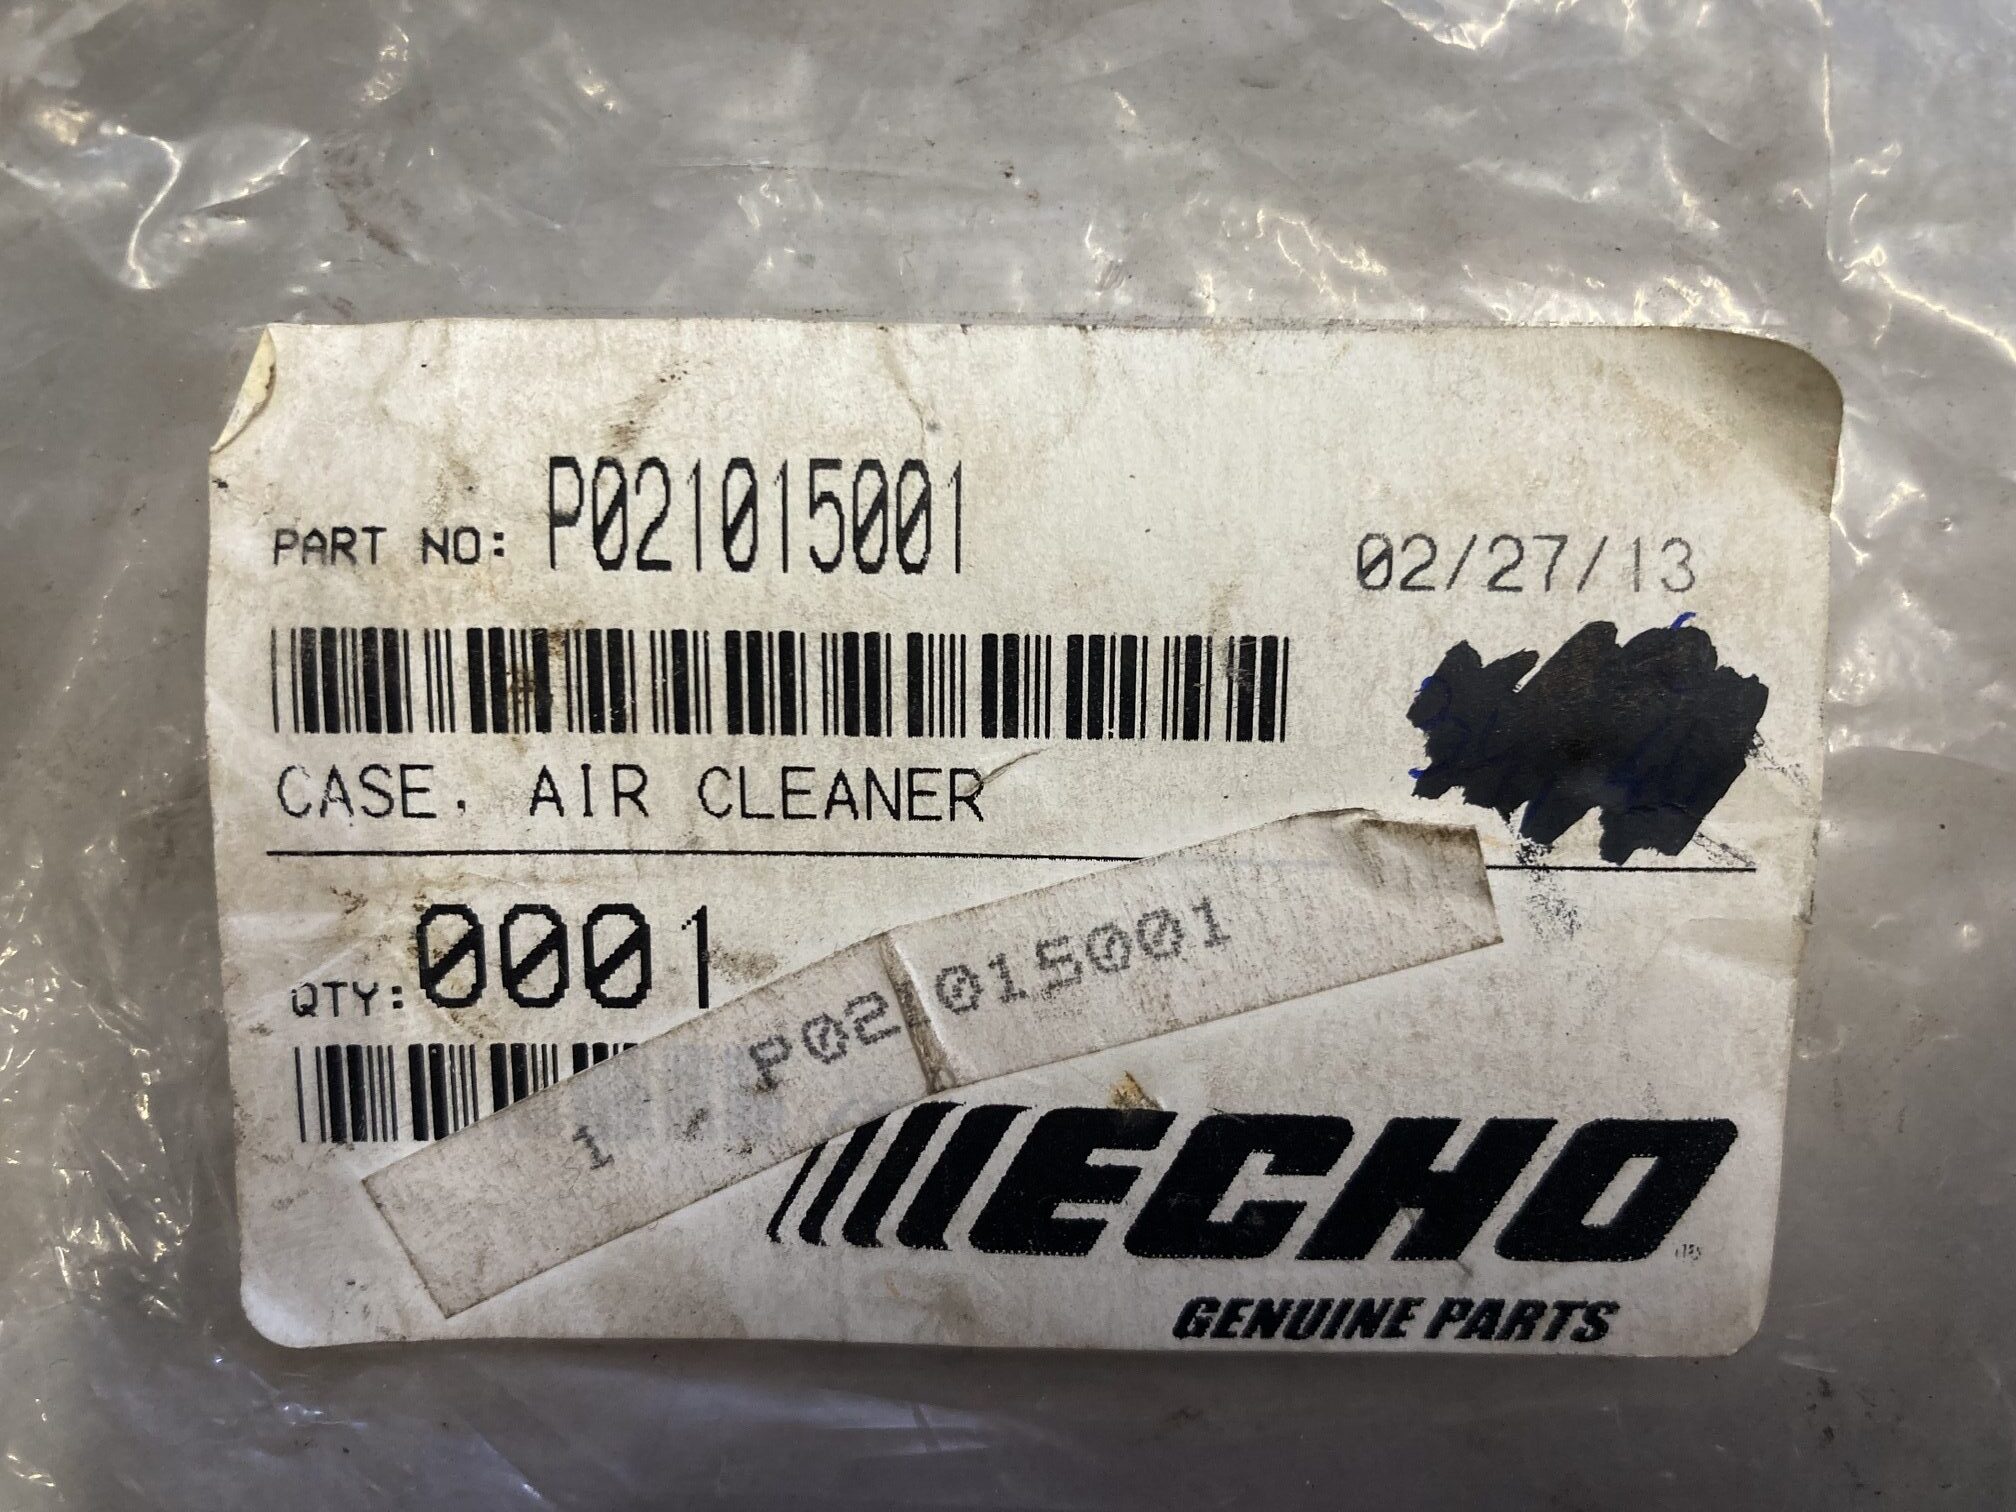 PART NO: P021015001
02/27/13
CASE, AIR CLEANER
QTY: 0001
1 P021015001
ECHO
GENUINE PARTS